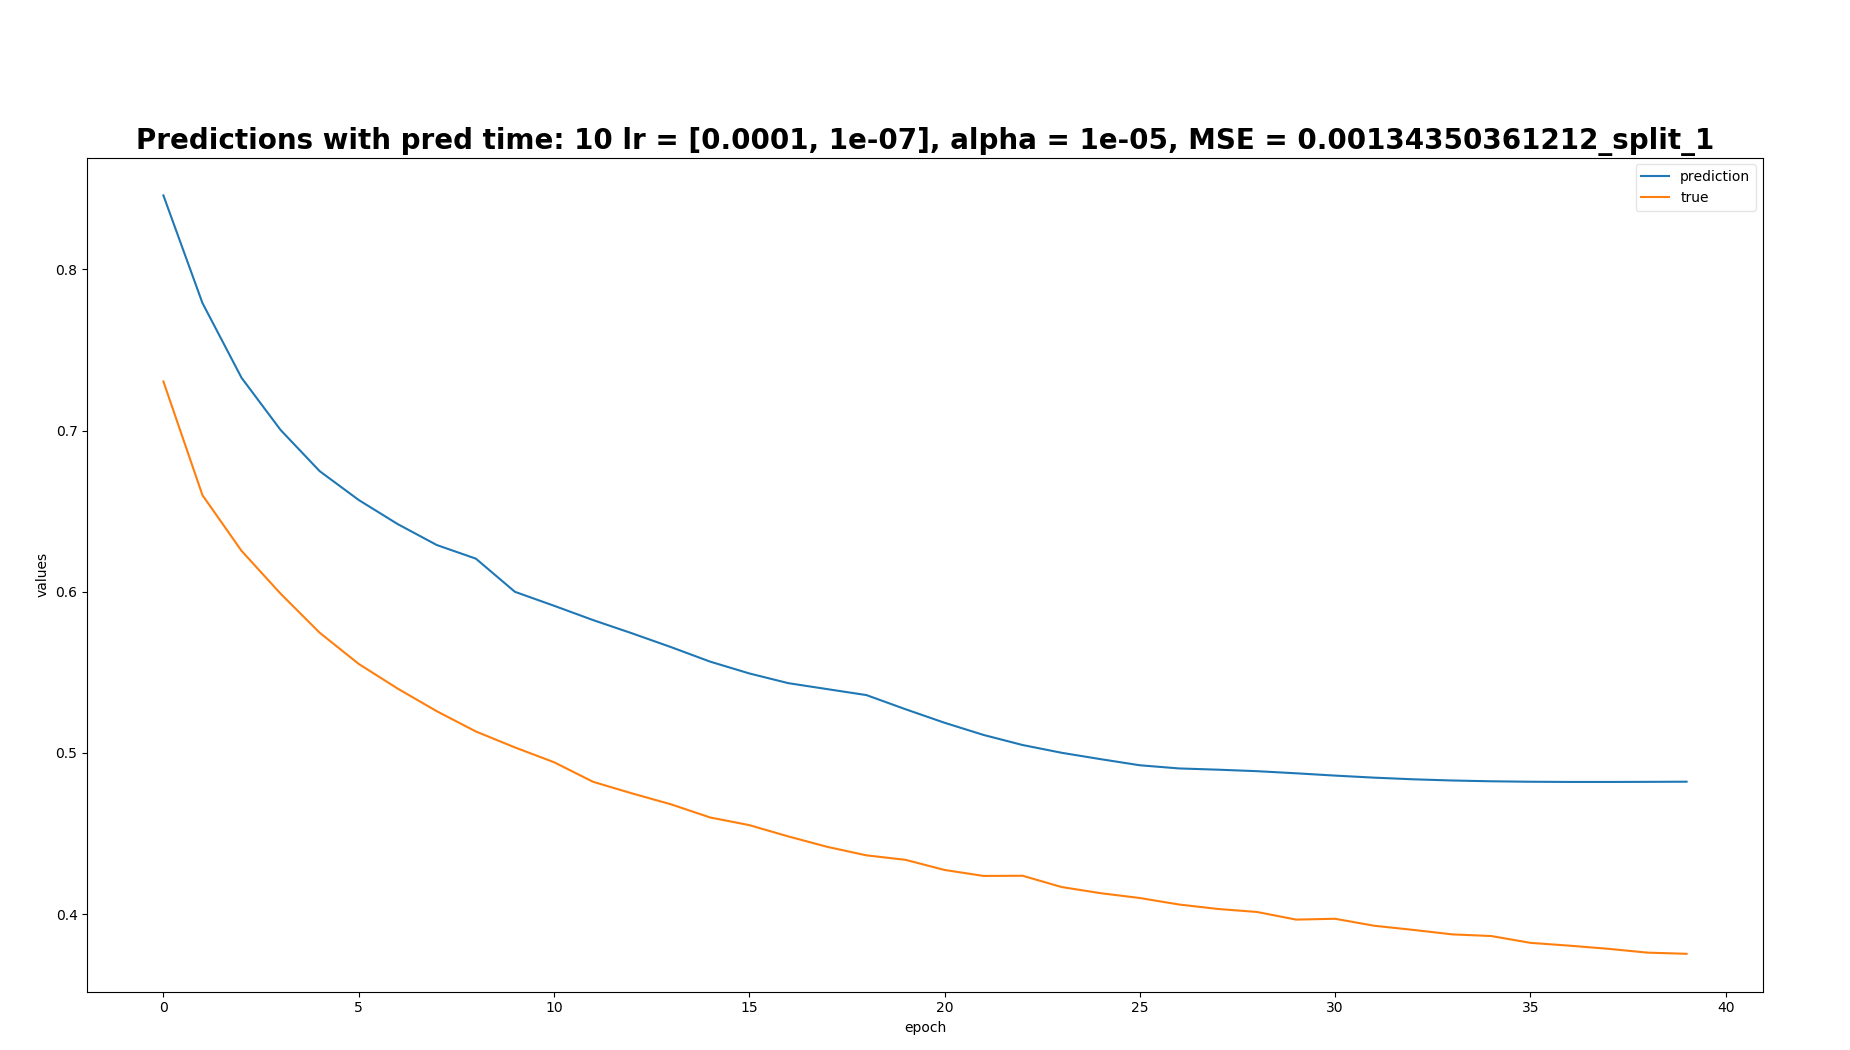 Predictions with pred time: 10 lr = [0.0001, 1e-07], alpha = 1e-05, MSE = 0.00134350361212_split_1
prediction
true
values
0.8
0.7
0.6
0.5
0.4
0 5 10 15 20 25 30 35 40
epoch